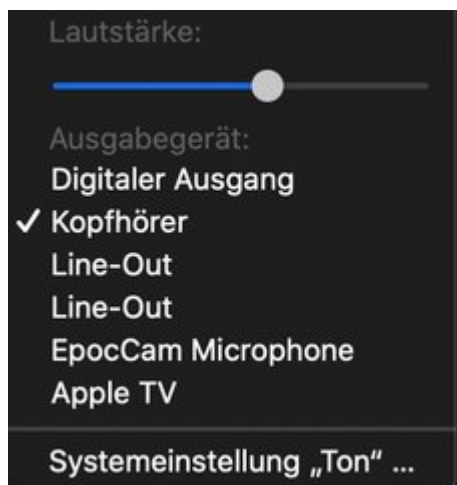 Lautstärke:
Ausgabegerät:
Digitaler Ausgang
✓ Kopfhörer
Line-Out
Line-Out
EpocCam Microphone
Apple TV
Systemeinstellung „Ton“ ...